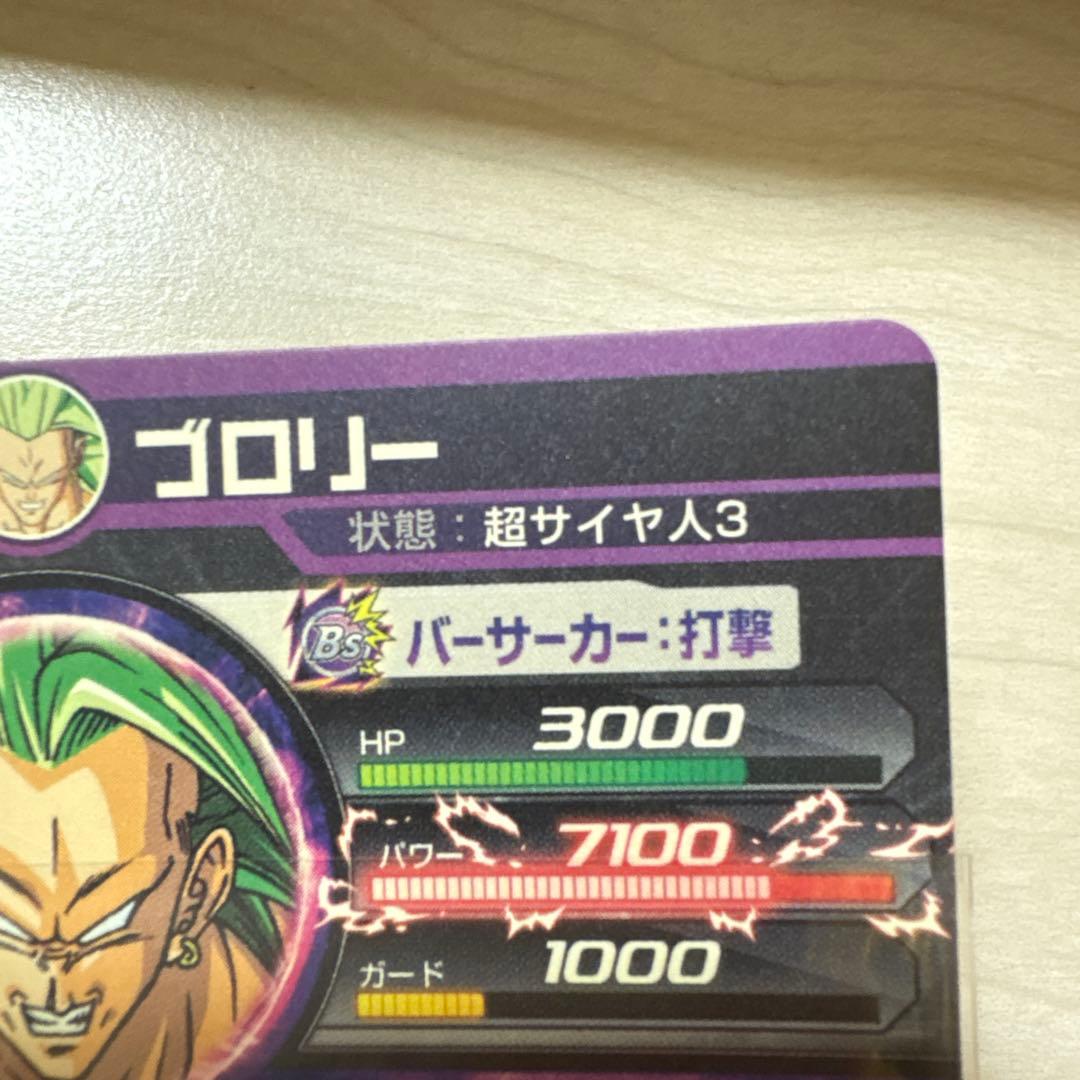 ゴロリー
状態：超サイヤ人3
Bs バーサーカー：打撃
HP 3000
パワー 7100
ガード 1000